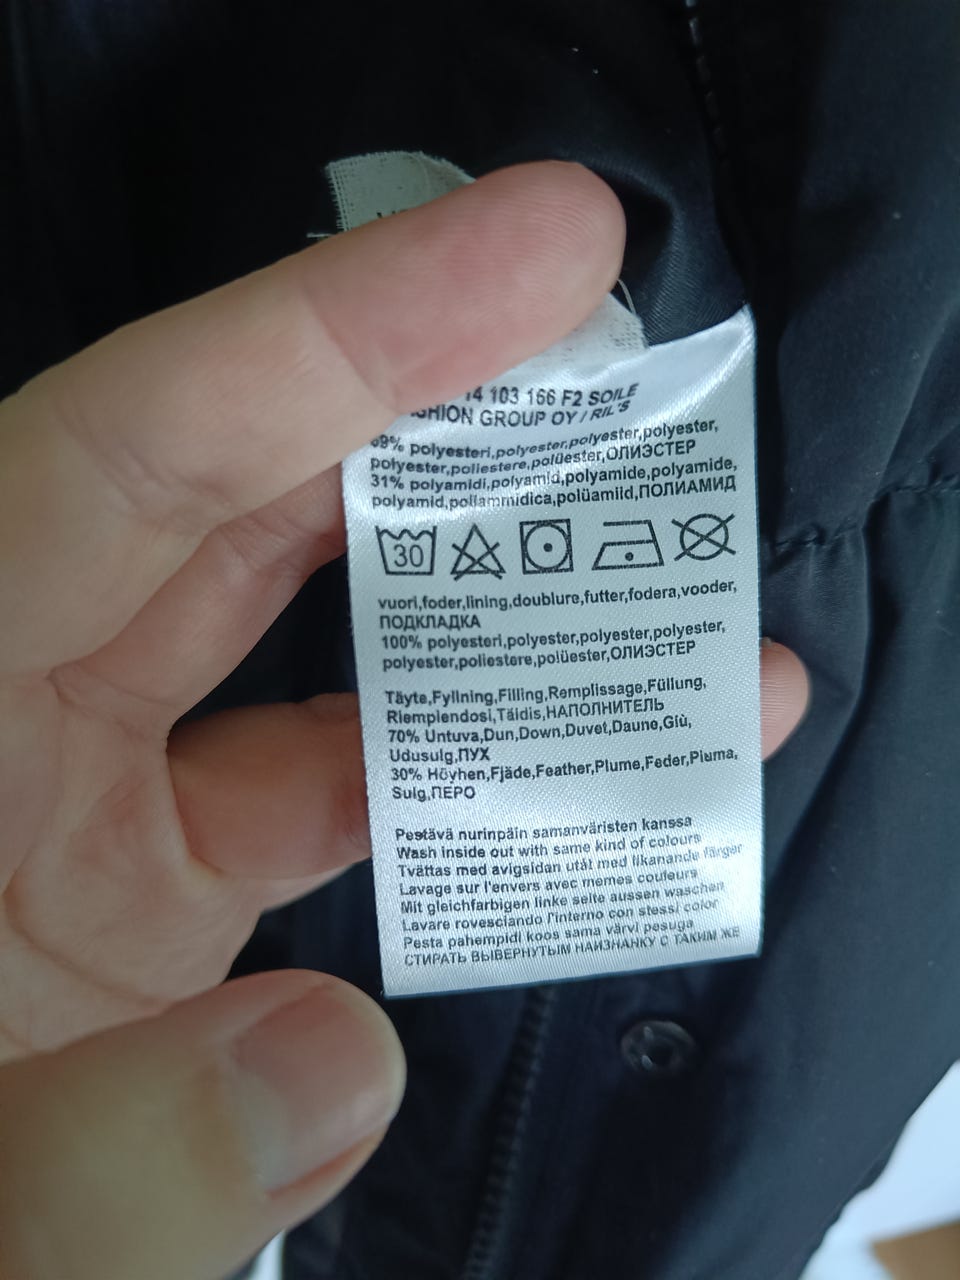 14 103 166 F2 SOILE
GROUP OY / RIL'S
69% polyesteri,polyester,polyester,polyester,
polyester,poliestere,polüester,ОЛИЭСТЕР
31% polyamidi,polyamid,polyamide,polyamide,
polyamid,poliammidica,polüamiid,ПОЛИАМИД
30
vuori,foder,lining,doublure,futter,fodera,vooder,
ПОДКЛАДКА
100% polyesteri,polyester,polyester,polyester,
polyester,poliestere,polüester,ОЛИЭСТЕР
Täyte,Fyllning,Filling,Remplissage,Füllung,
Riemplendosi,Täidis,НАПОЛНИТЕЛЬ
70% Untuva,Dun,Down,Duvet,Daune,Giù,
Udusulg,ПУХ
30% Höyhen,Fjäde,Feather,Plume,Feder,Piuma,
Sulg,ПЕРО
Pestävä nurinpäin samanväristen kanssa
Wash inside out with same kind of colours
Tvättas med avigsidan utåt med likanande färger
Lavage sur l'envers avec memes couleurs
Mit gleichfarbigen linke seite aussen waschen
Lavare rovesciando l'interno con stessi color
Pesta pahempidi koos sama värvi pesuga
СТИРАТЬ ВЫВЕРНУТЫМ НАИЗНАНКУ С ТАКИМ ЖЕ